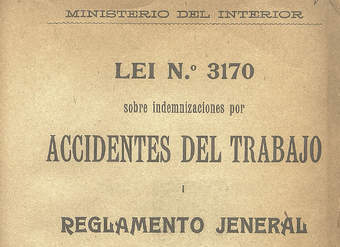 MINISTERIO DEL INTERIOR
LEI N.º 3170
sobre indemnizaciones por
ACCIDENTES DEL TRABAJO
I
REGLAMENTO JENERAL